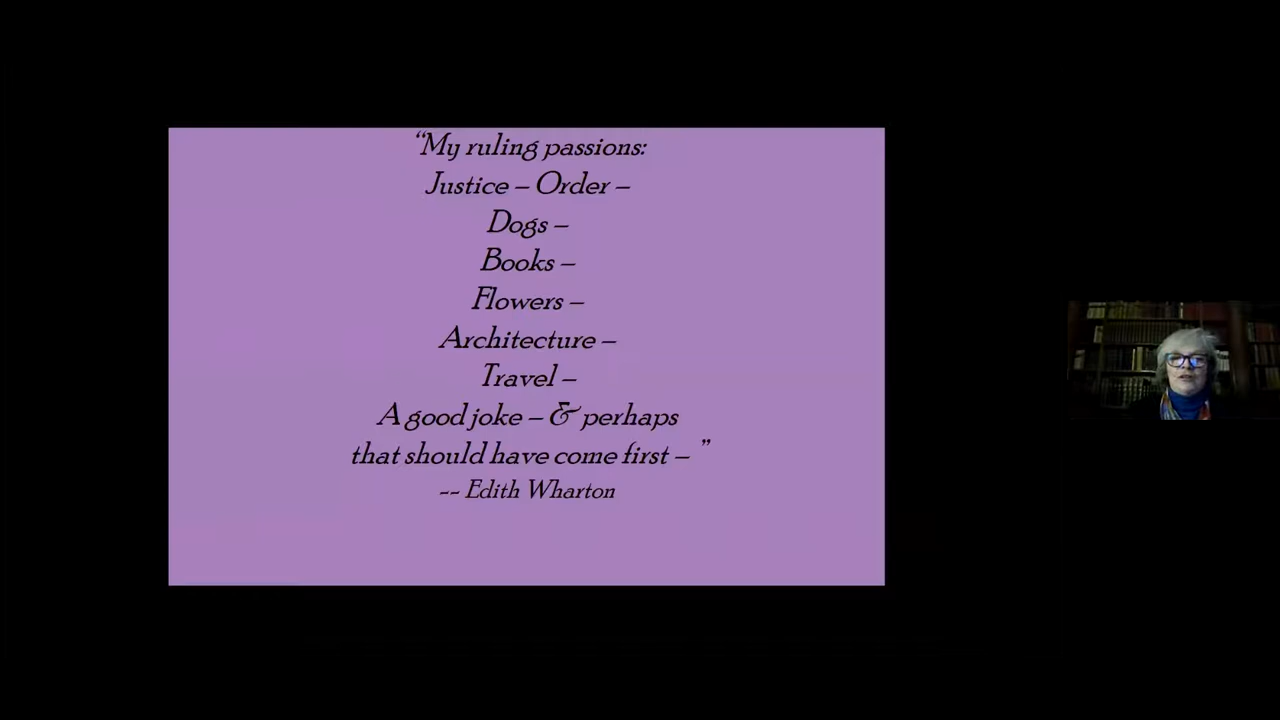 “My ruling passions:
Justice – Order –
Dogs –
Books –
Flowers –
Architecture –
Travel –
A good joke – & perhaps
that should have come first – ”
-- Edith Wharton